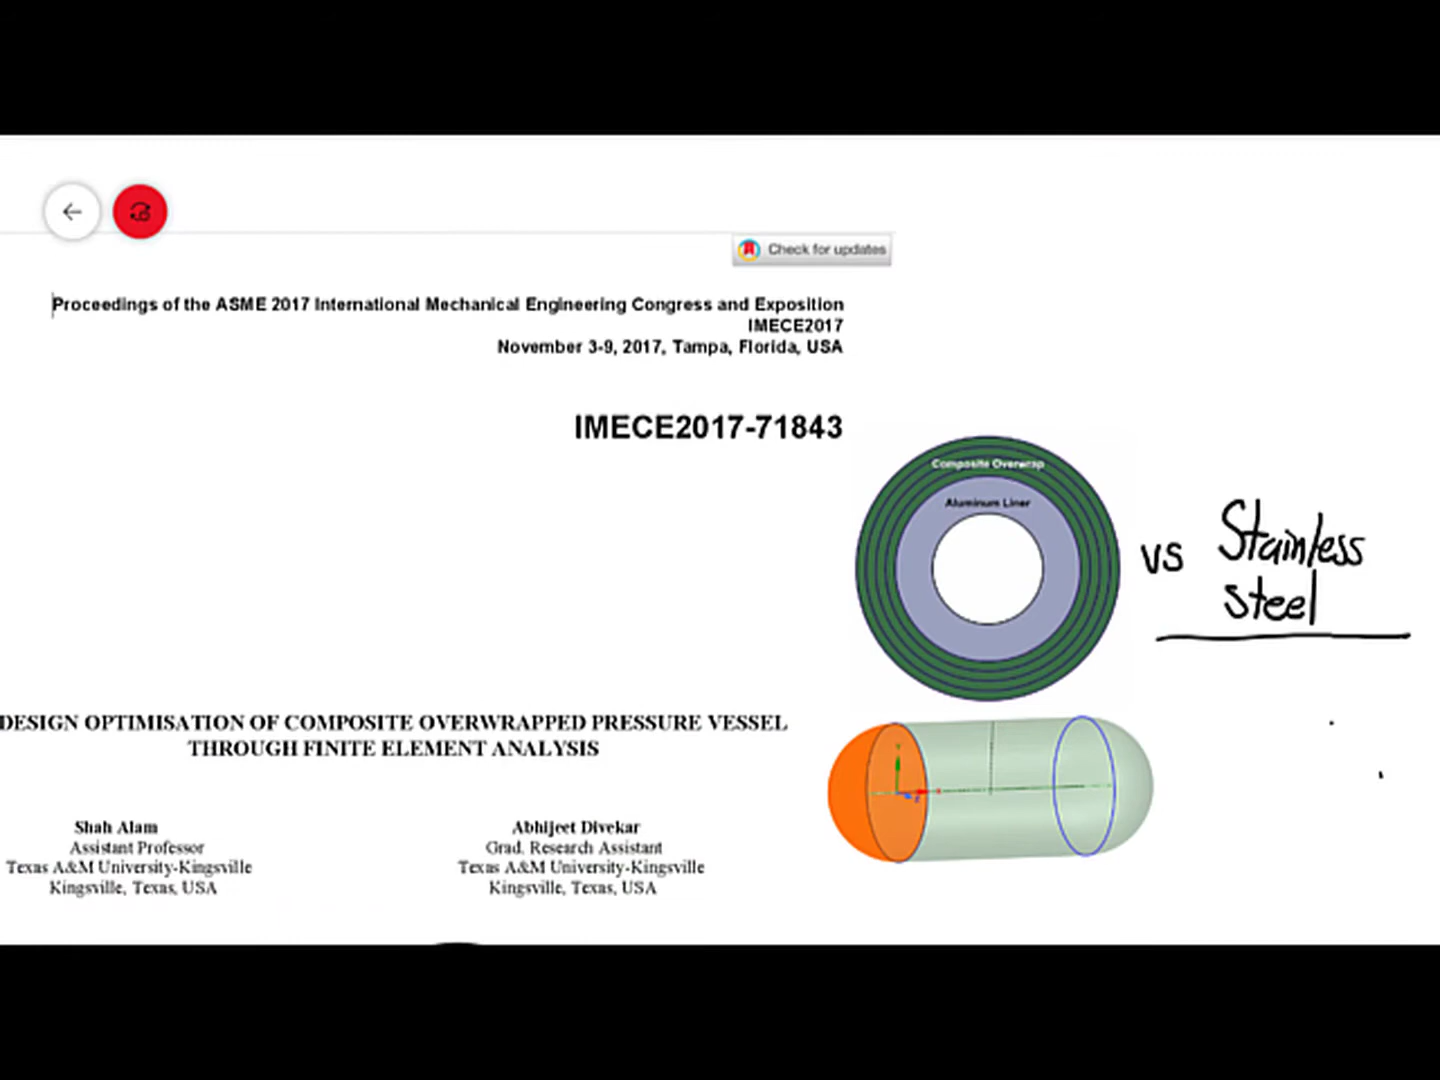 Check for updates
Proceedings of the ASME 2017 International Mechanical Engineering Congress and Exposition
IMECE2017
November 3-9, 2017, Tampa, Florida, USA
IMECE2017-71843
Composite Overwrap
Aluminum Liner
vs Stainless
steel
DESIGN OPTIMISATION OF COMPOSITE OVERWRAPPED PRESSURE VESSEL
THROUGH FINITE ELEMENT ANALYSIS
Shah Alam
Assistant Professor
Texas A&M University-Kingsville
Kingsville, Texas, USA
Abhijeet Divekar
Grad. Research Assistant
Texas A&M University-Kingsville
Kingsville, Texas, USA